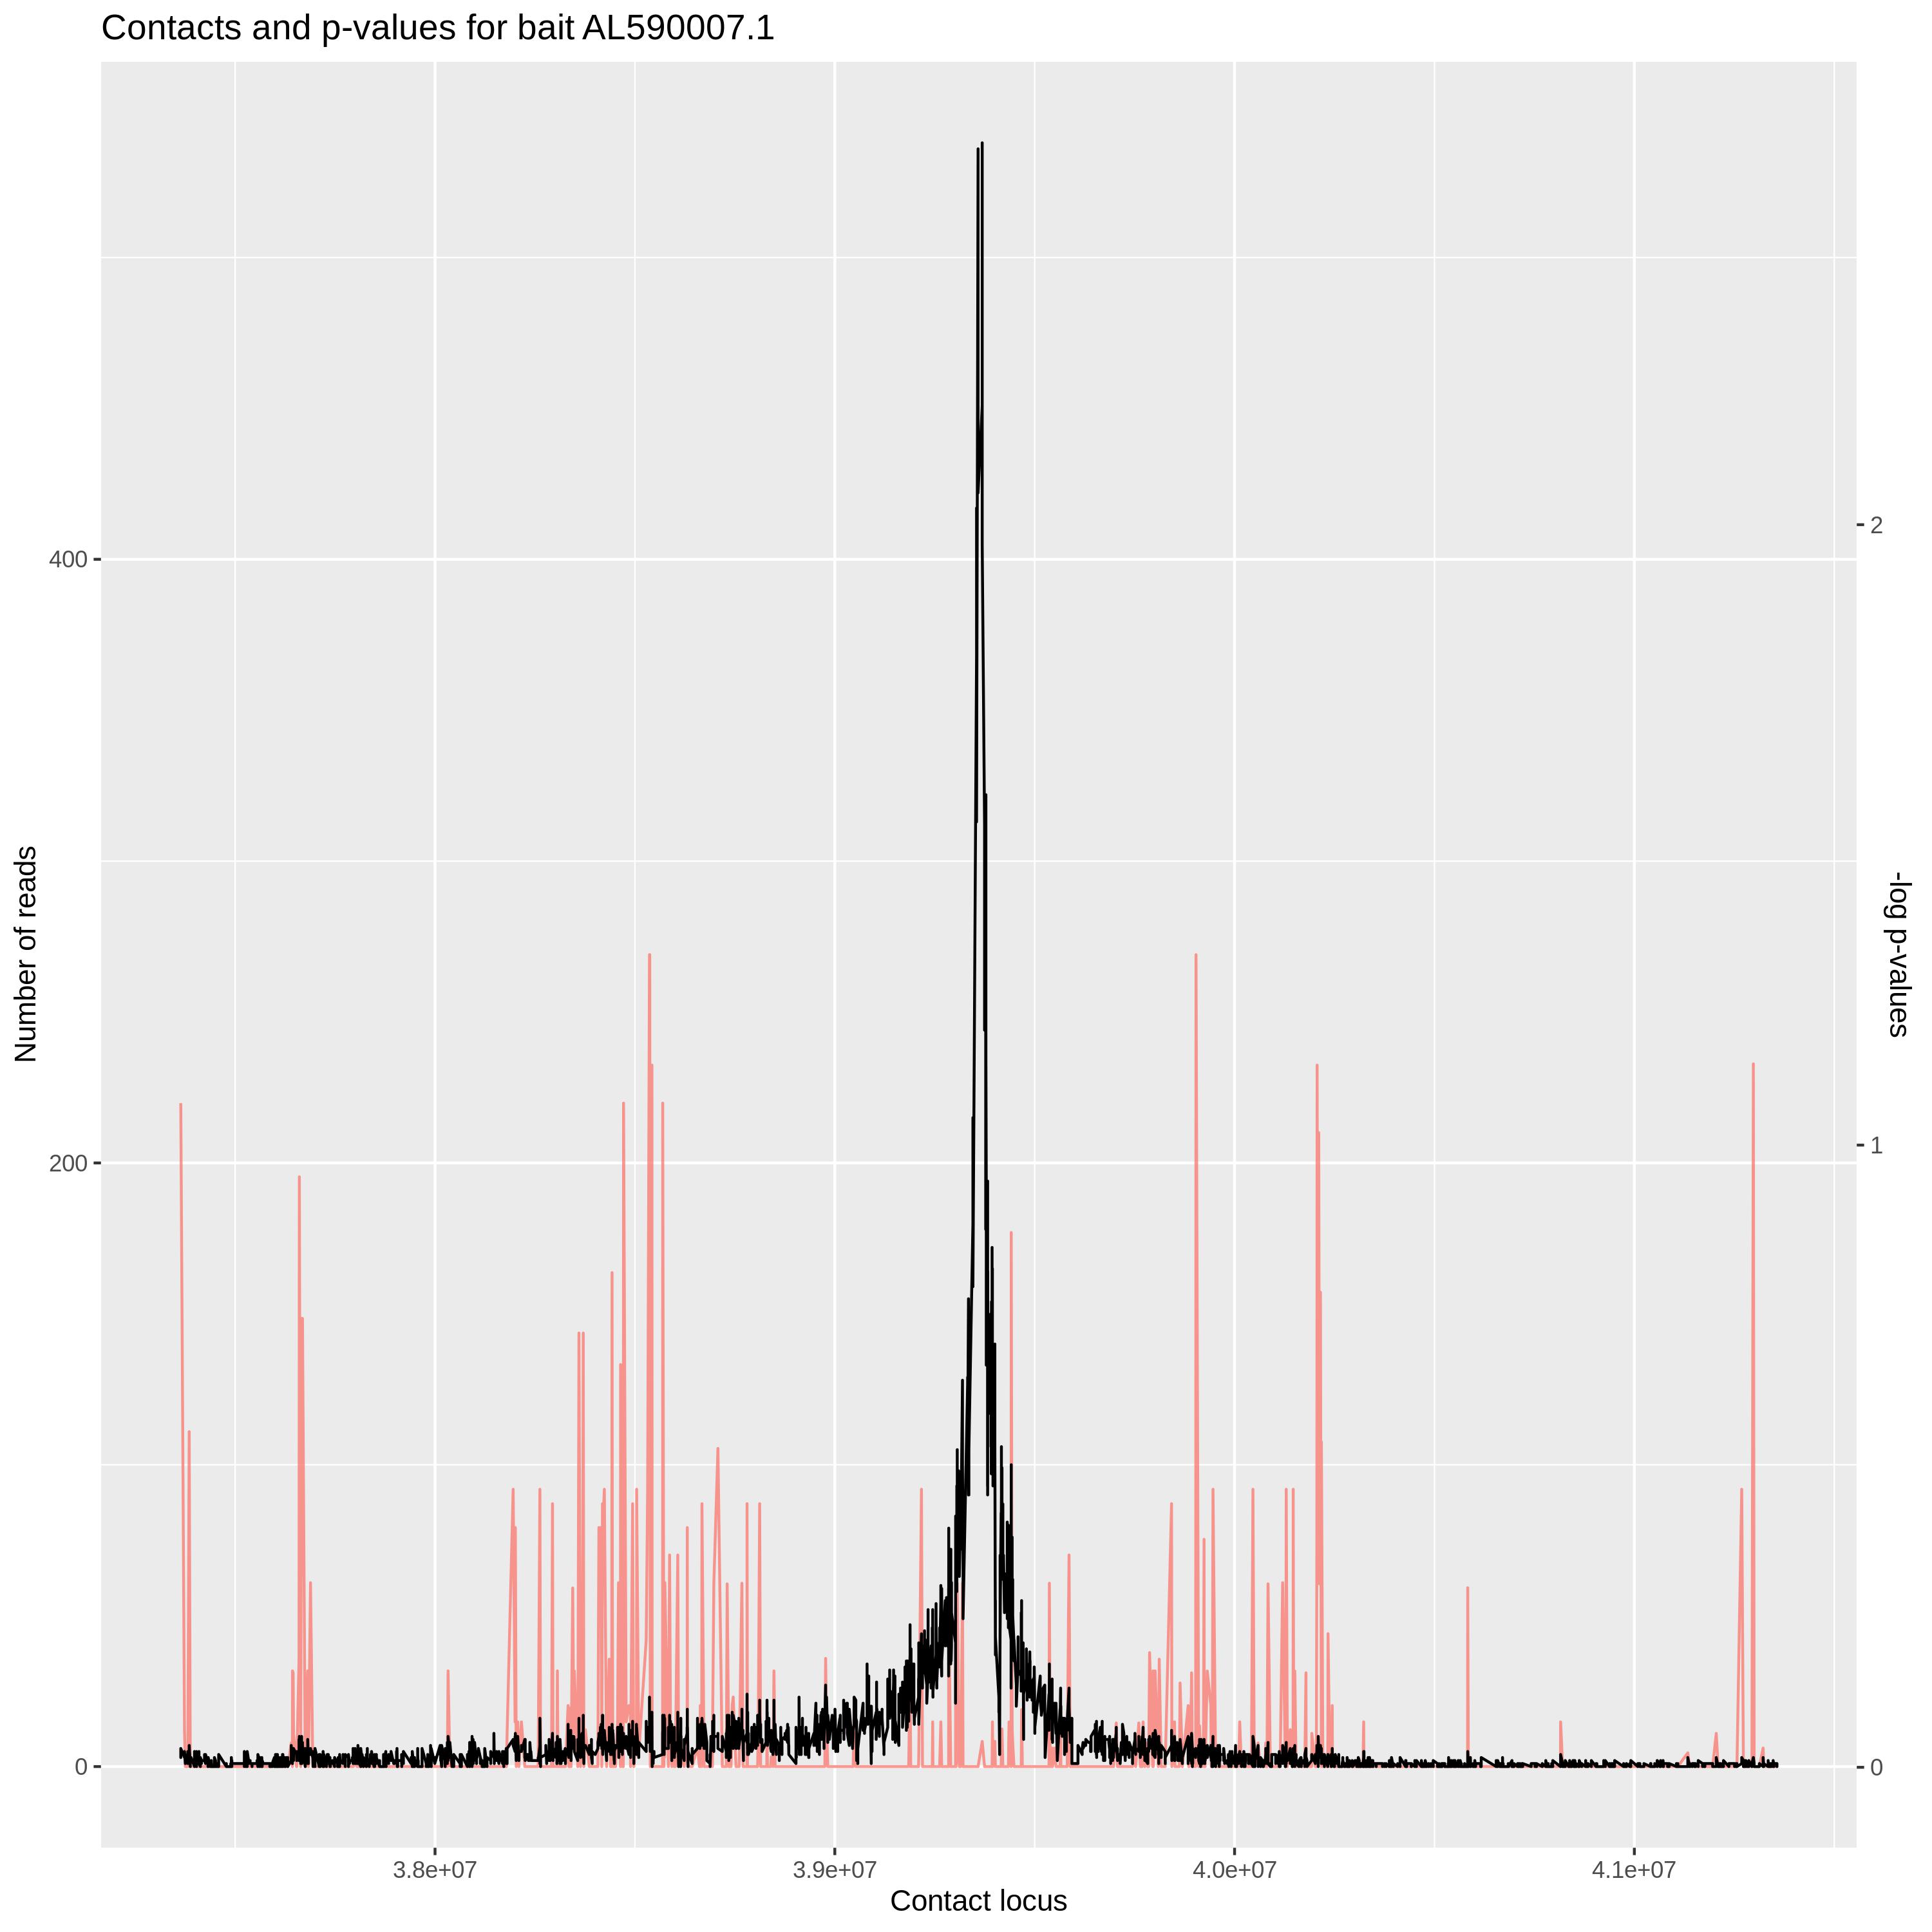 Contacts and p-values for bait AL590007.1
Number of reads
400
200
0
2
1
0
-log p-values
3.8e+07
3.9e+07
4.0e+07
4.1e+07
Contact locus